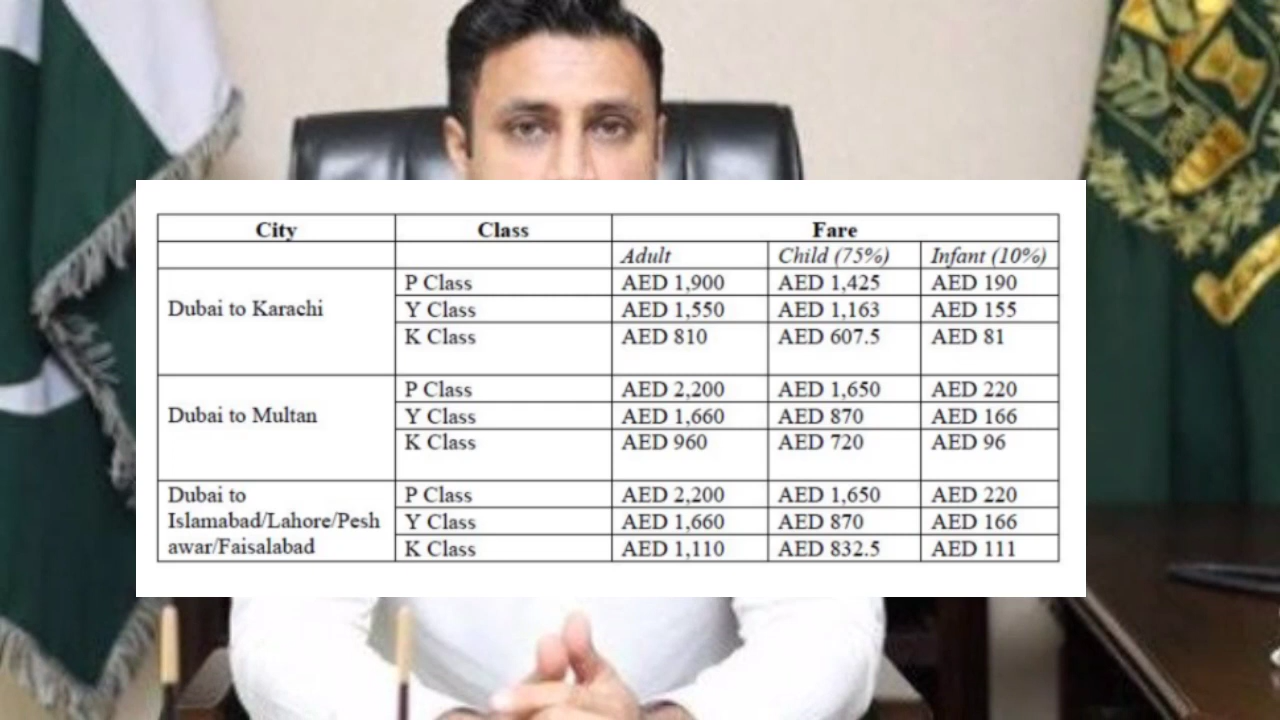 City Class Fare
Adult Child (75%) Infant (10%)
Dubai to Karachi
P Class AED 1,900 AED 1,425 AED 190
Y Class AED 1,550 AED 1,163 AED 155
K Class AED 810 AED 607.5 AED 81
Dubai to Multan
P Class AED 2,200 AED 1,650 AED 220
Y Class AED 1,660 AED 870 AED 166
K Class AED 960 AED 720 AED 96
Dubai to
Islamabad/Lahore/Pesh
awar/Faisalabad
P Class AED 2,200 AED 1,650 AED 220
Y Class AED 1,660 AED 870 AED 166
K Class AED 1,110 AED 832.5 AED 111